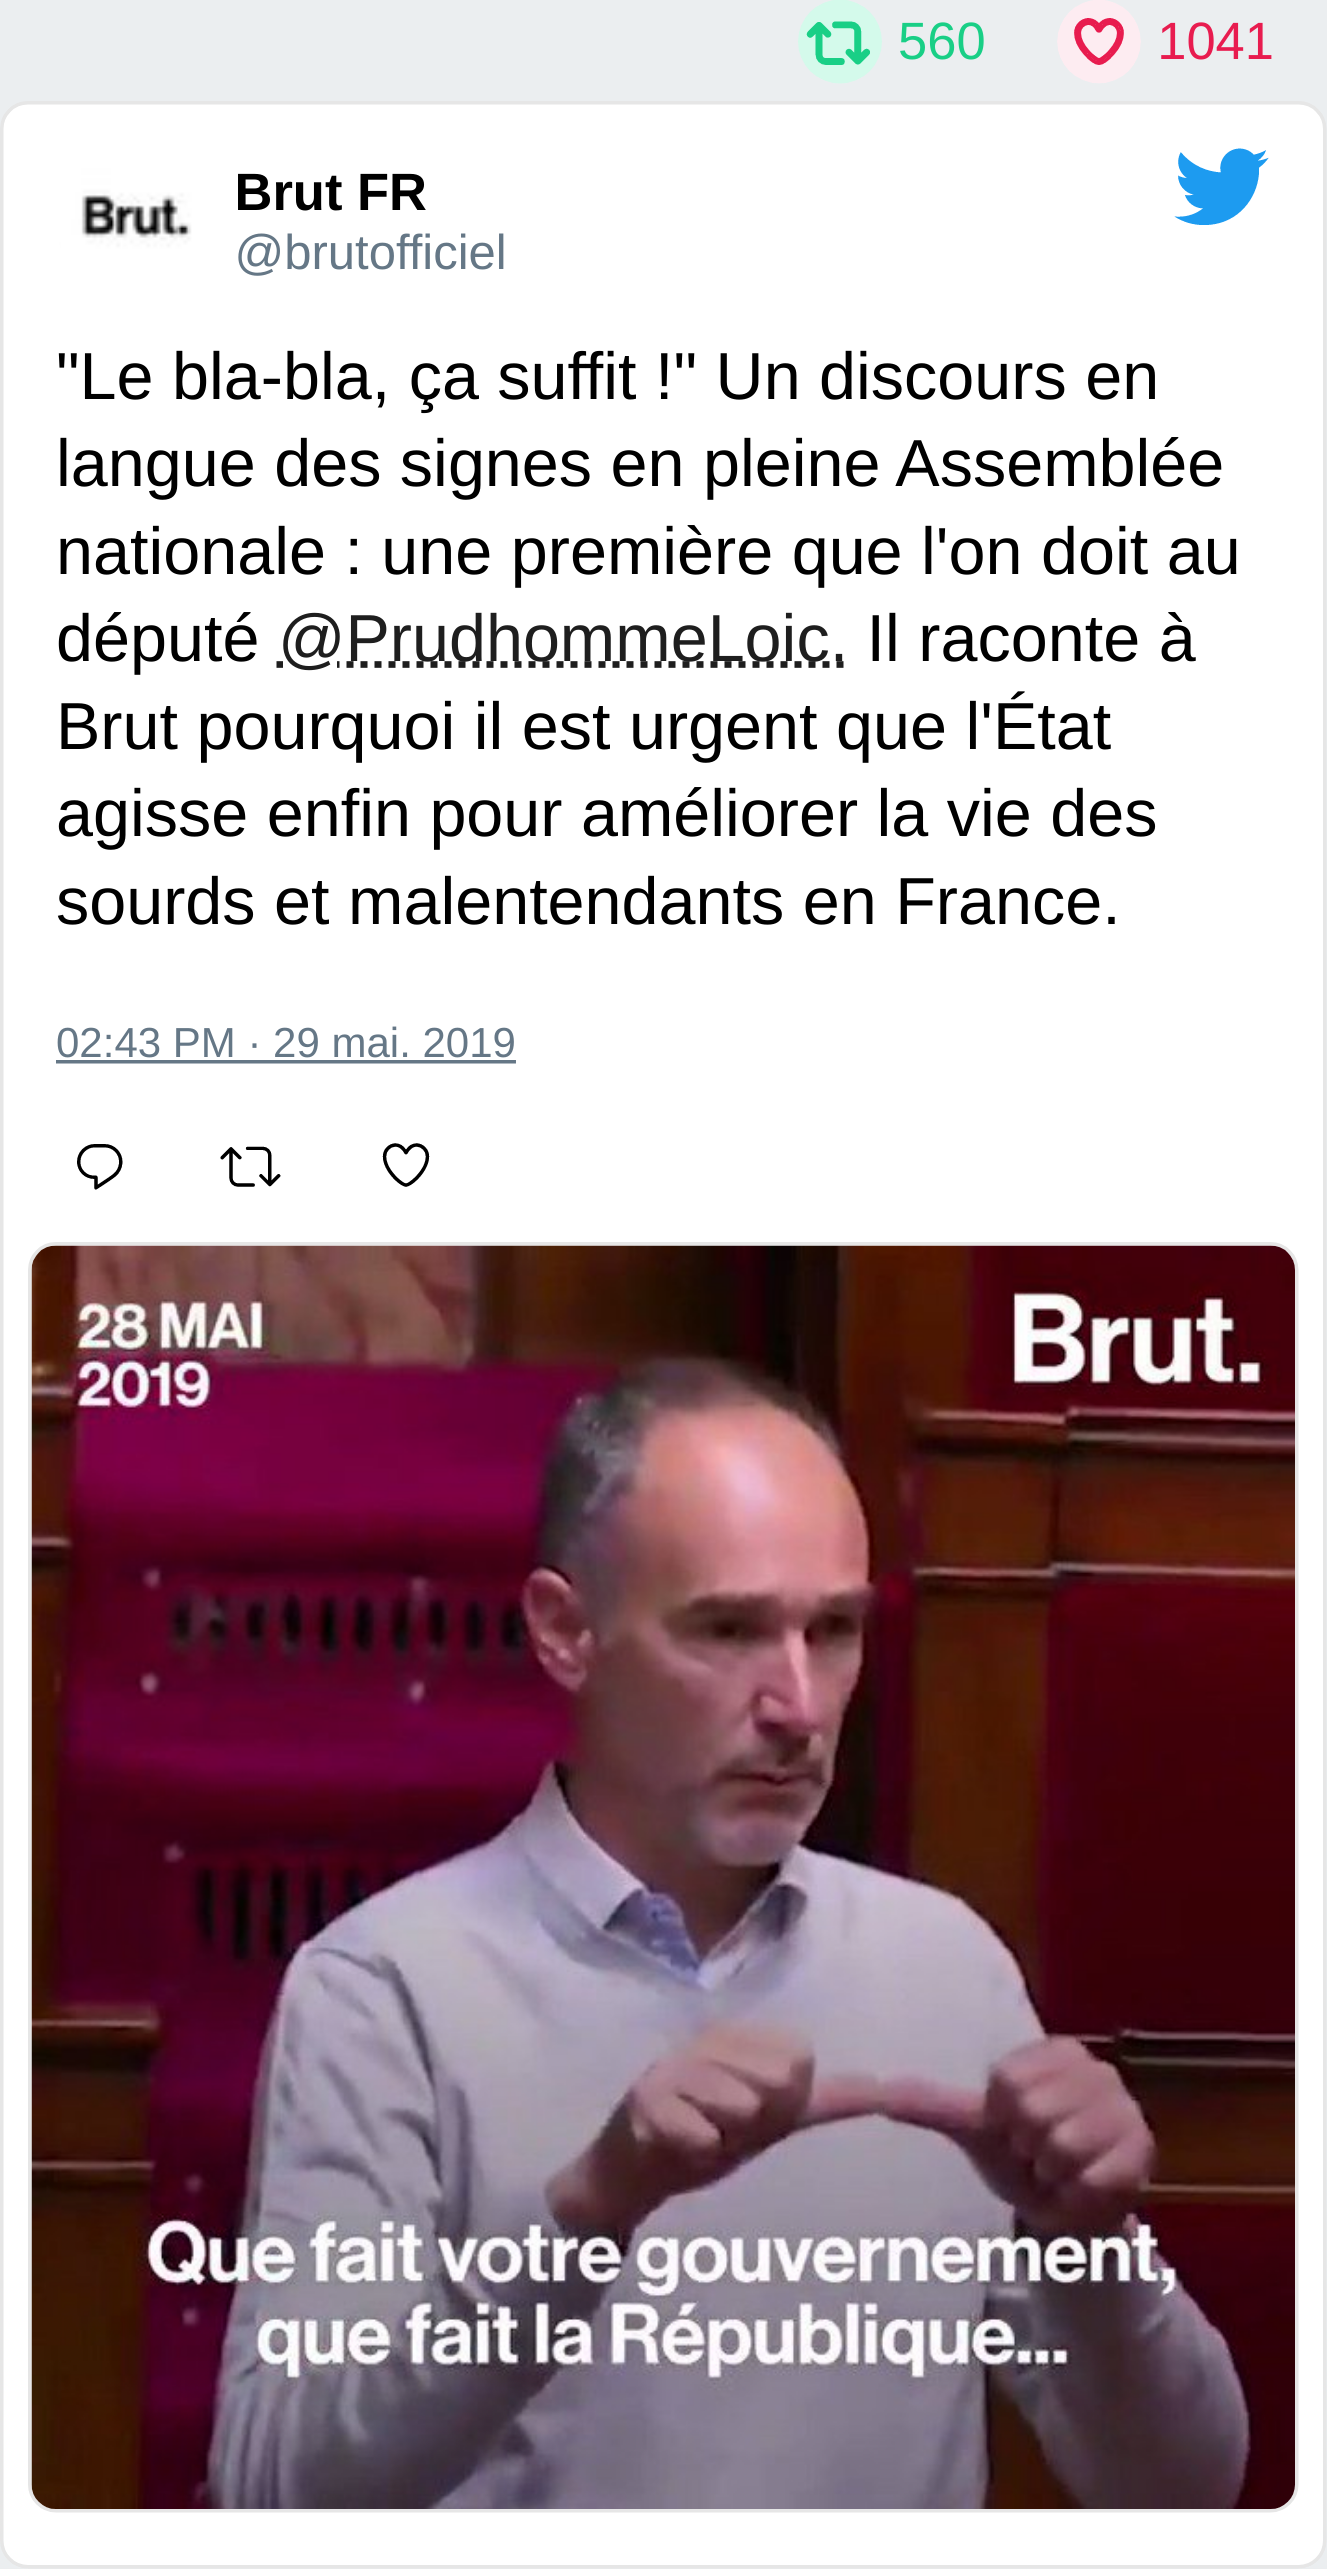 560 1041
Brut.
Brut FR
@brutofficiel
"Le bla-bla, ça suffit !" Un discours en
langue des signes en pleine Assemblée
nationale : une première que l'on doit au
député @PrudhommeLoic. Il raconte à
Brut pourquoi il est urgent que l'État
agisse enfin pour améliorer la vie des
sourds et malentendants en France.
02:43 PM · 29 mai. 2019
28 MAI
2019
Brut.
Que fait votre gouvernement,
que fait la République...